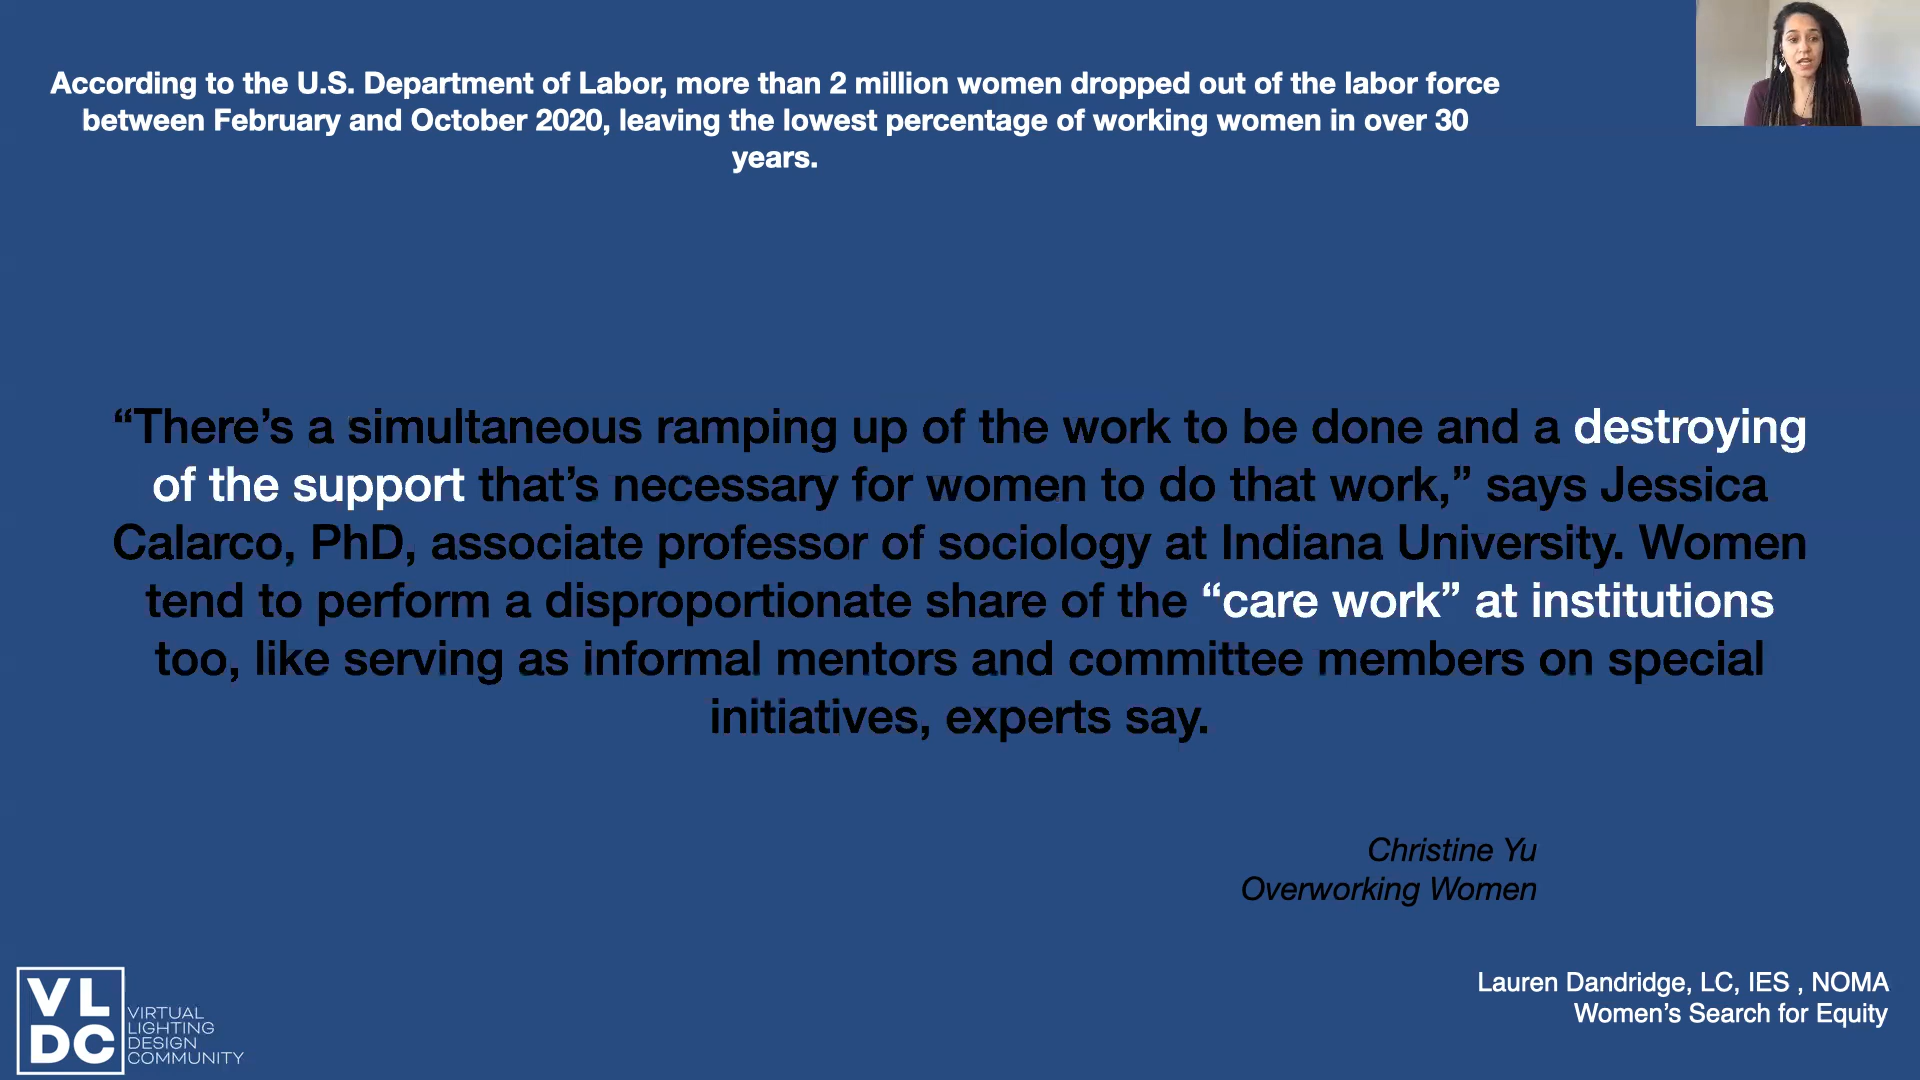 According to the U.S. Department of Labor, more than 2 million women dropped out of the labor force
between February and October 2020, leaving the lowest percentage of working women in over 30
years.
“There’s a simultaneous ramping up of the work to be done and a destroying
of the support that’s necessary for women to do that work,” says Jessica
Calarco, PhD, associate professor of sociology at Indiana University. Women
tend to perform a disproportionate share of the “care work” at institutions
too, like serving as informal mentors and committee members on special
initiatives, experts say.
Christine Yu
Overworking Women
Lauren Dandridge, LC, IES , NOMA
Women’s Search for Equity
VL
DC
VIRTUAL
LIGHTING
DESIGN
COMMUNITY